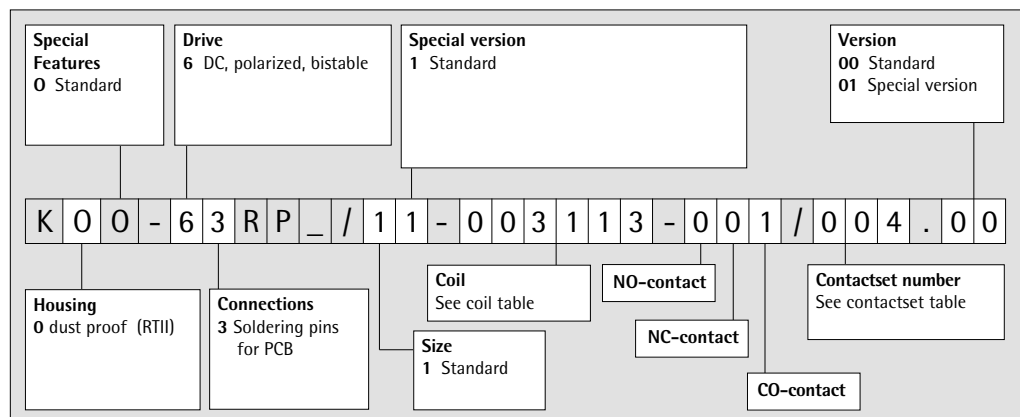 Special
Features
O Standard
Drive
6 DC, polarized, bistable
Special version
1 Standard
Version
00 Standard
01 Special version
K 0 O - 6 3 R P _ / 1 1 - 0 0 3 1 1 3 - 0 0 1 / 0 0 4 . 0 0
Housing
0 dust proof (RTII)
Connections
3 Soldering pins
for PCB
Size
1 Standard
Coil
See coil table
NO-contact
NC-contact
CO-contact
Contactset number
See contactset table